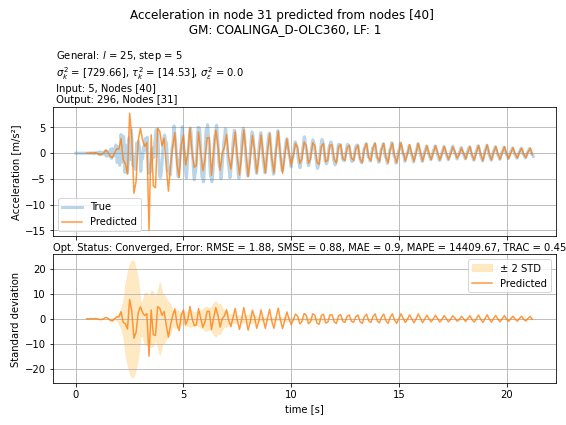 Acceleration in node 31 predicted from nodes [40]
GM: COALINGA_D-OLC360, LF: 1
General: l = 25, step = 5
σ²ₖ = [729.66], τ²ₖ = [14.53], σ²ₑ = 0.0
Input: 5, Nodes [40]
Output: 296, Nodes [31]
Acceleration [m/s²]
5
0
−5
−10
−15
True
Predicted
Opt. Status: Converged, Error: RMSE = 1.88, SMSE = 0.88, MAE = 0.9, MAPE = 14409.67, TRAC = 0.45
Standard deviation
20
10
0
−10
−20
± 2 STD
Predicted
0 5 10 15 20
time [s]